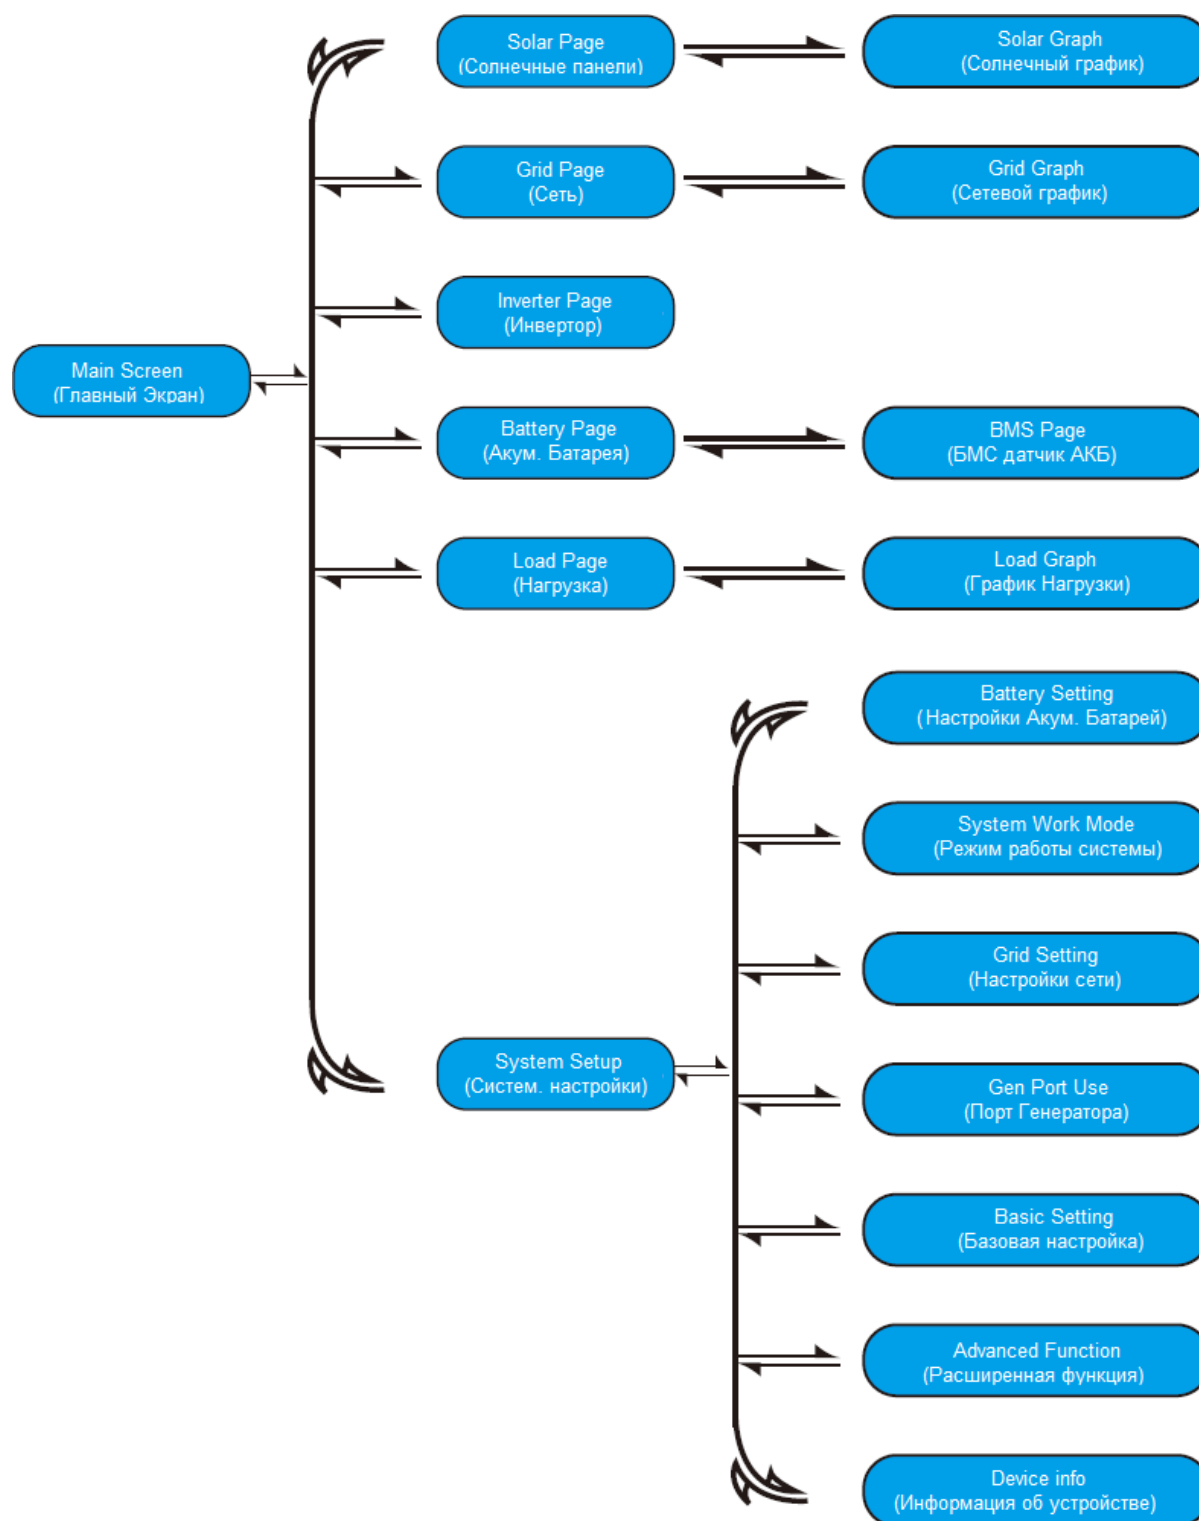 Solar Page
(Солнечные панели)
Solar Graph
(Солнечный график)
Grid Page
(Сеть)
Grid Graph
(Сетевой график)
Inverter Page
(Инвертор)
Main Screen
(Главный Экран)
Battery Page
(Акум. Батарея)
BMS Page
(БМС датчик АКБ)
Load Page
(Нагрузка)
Load Graph
(График Нагрузки)
Battery Setting
(Настройки Акум. Батарей)
System Work Mode
(Режим работы системы)
Grid Setting
(Настройки сети)
System Setup
(Систем. настройки)
Gen Port Use
(Порт Генератора)
Basic Setting
(Базовая настройка)
Advanced Function
(Расширенная функция)
Device info
(Информация об устройстве)